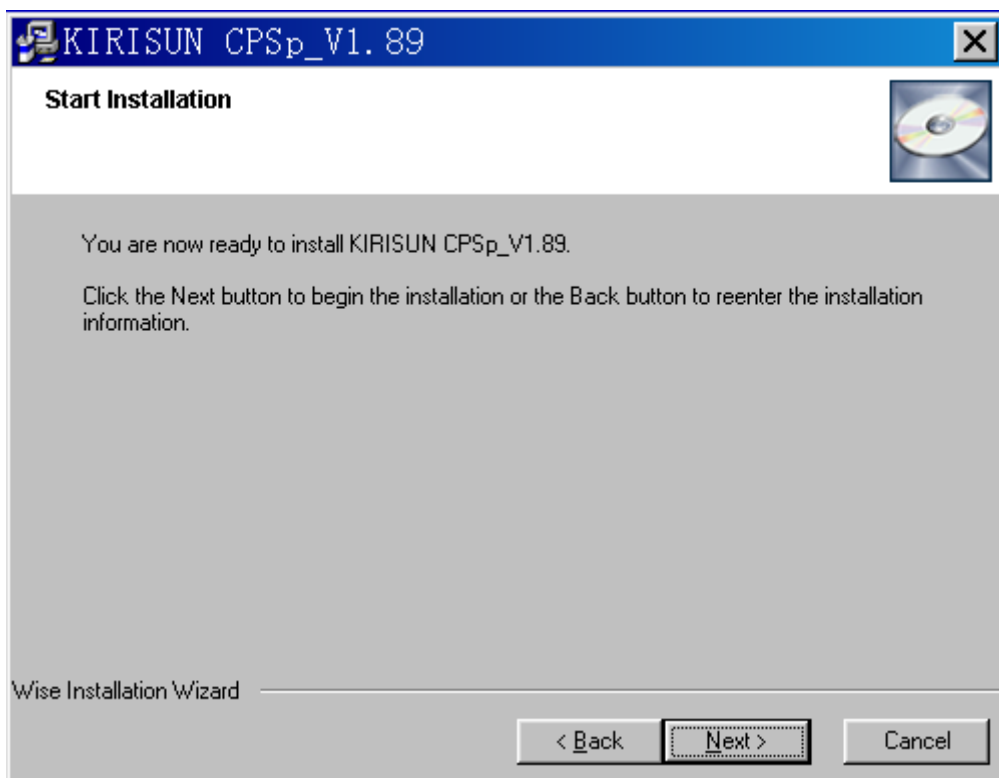 KIRISUN CPSp_V1.89
Start Installation
You are now ready to install KIRISUN CPSp_V1.89.
Click the Next button to begin the installation or the Back button to reenter the installation
information.
Wise Installation Wizard
< Back
Next >
Cancel